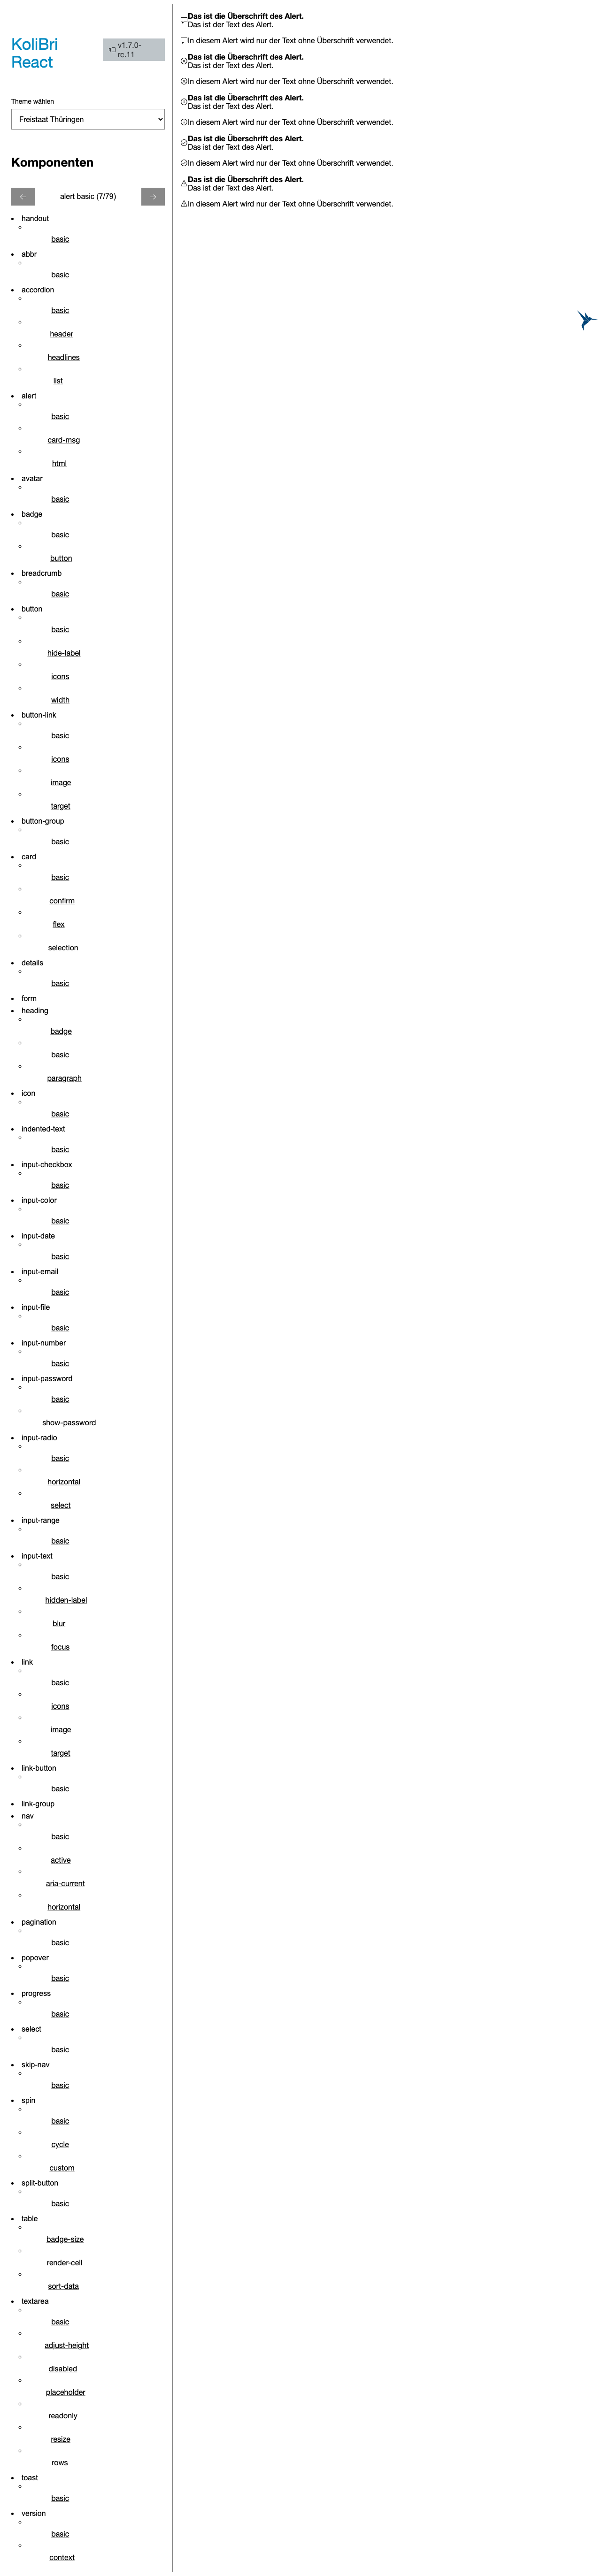 KoliBri
React
v1.7.0-
rc.11
Theme wählen
Freistaat Thüringen
Komponenten
alert basic (7/79)
handout
basic
abbr
basic
accordion
basic
header
headlines
list
alert
basic
card-msg
html
avatar
basic
badge
basic
button
breadcrumb
basic
button
basic
hide-label
icons
width
button-link
basic
icons
image
target
button-group
basic
card
basic
confirm
flex
selection
details
basic
form
heading
badge
basic
paragraph
icon
basic
indented-text
basic
input-checkbox
basic
input-color
basic
input-date
basic
input-email
basic
input-file
basic
input-number
basic
input-password
basic
show-password
input-radio
basic
horizontal
select
input-range
basic
input-text
basic
hidden-label
blur
focus
link
basic
icons
image
target
link-button
basic
link-group
nav
basic
active
aria-current
horizontal
pagination
basic
popover
basic
progress
basic
select
basic
skip-nav
basic
spin
basic
cycle
custom
split-button
basic
table
badge-size
render-cell
sort-data
textarea
basic
adjust-height
disabled
placeholder
readonly
resize
rows
toast
basic
version
basic
context
Das ist die Überschrift des Alert.
Das ist der Text des Alert.
In diesem Alert wird nur der Text ohne Überschrift verwendet.
Das ist die Überschrift des Alert.
Das ist der Text des Alert.
In diesem Alert wird nur der Text ohne Überschrift verwendet.
Das ist die Überschrift des Alert.
Das ist der Text des Alert.
In diesem Alert wird nur der Text ohne Überschrift verwendet.
Das ist die Überschrift des Alert.
Das ist der Text des Alert.
In diesem Alert wird nur der Text ohne Überschrift verwendet.
Das ist die Überschrift des Alert.
Das ist der Text des Alert.
In diesem Alert wird nur der Text ohne Überschrift verwendet.